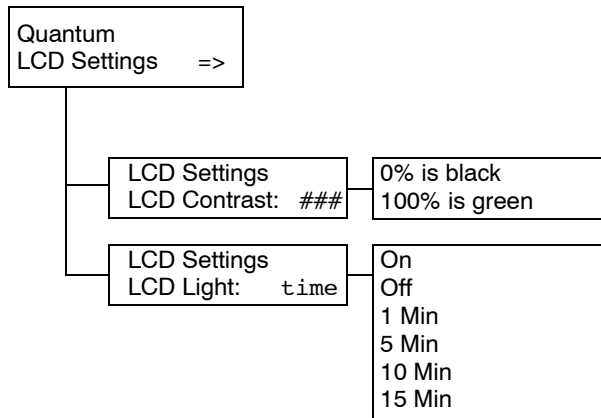 Quantum
LCD Settings =>
LCD Settings
LCD Contrast: ###
0% is black
100% is green
LCD Settings
LCD Light: time
On
Off
1 Min
5 Min
10 Min
15 Min